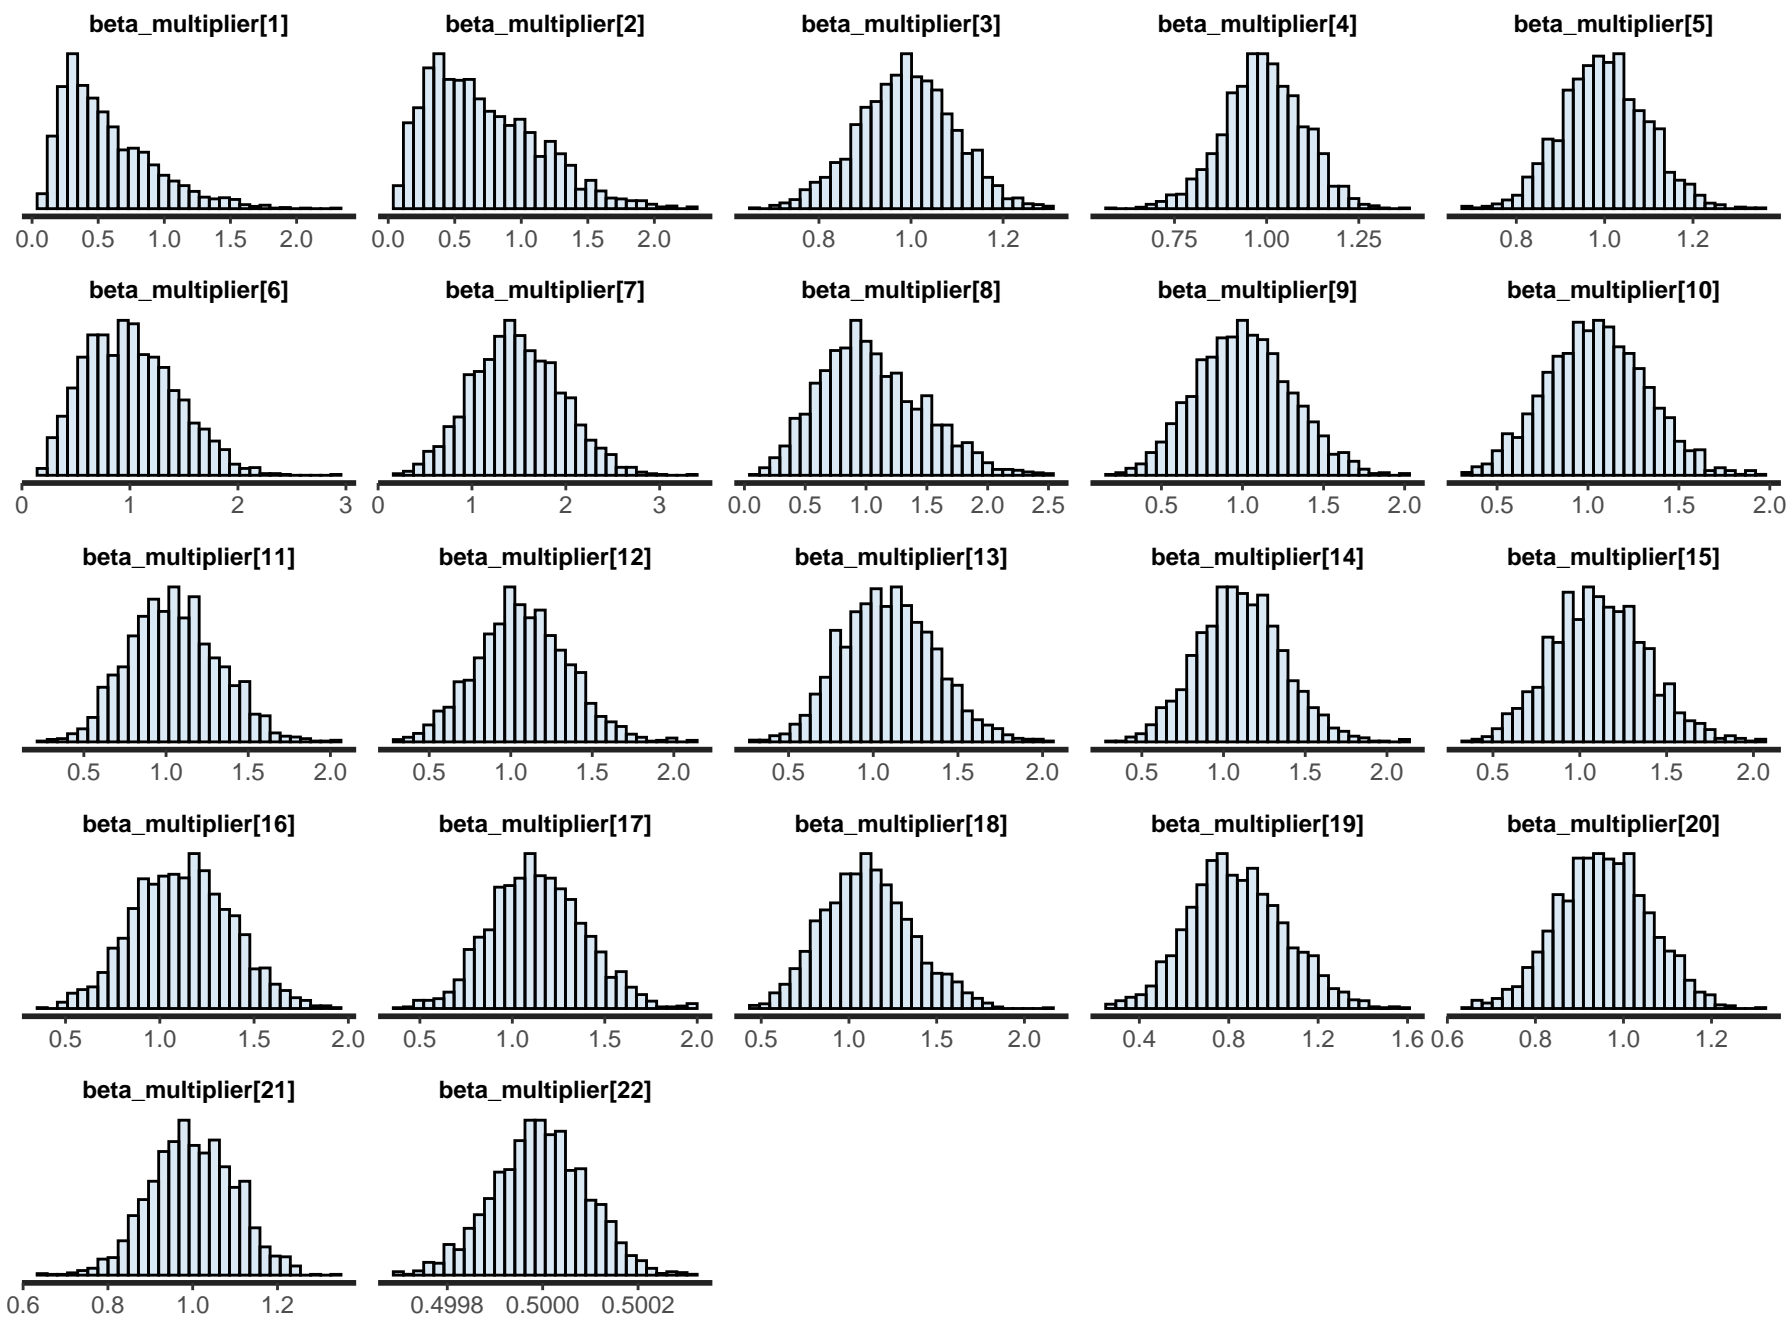 beta_multiplier[1] beta_multiplier[2] beta_multiplier[3] beta_multiplier[4] beta_multiplier[5]
0.0 0.5 1.0 1.5 2.0 0.0 0.5 1.0 1.5 2.0 0.8 1.0 1.2 0.75 1.00 1.25 0.8 1.0 1.2
beta_multiplier[6] beta_multiplier[7] beta_multiplier[8] beta_multiplier[9] beta_multiplier[10]
0 1 2 3 0 1 2 3 0.0 0.5 1.0 1.5 2.0 2.5 0.5 1.0 1.5 2.0 0.5 1.0 1.5 2.0
beta_multiplier[11] beta_multiplier[12] beta_multiplier[13] beta_multiplier[14] beta_multiplier[15]
0.5 1.0 1.5 2.0 0.5 1.0 1.5 2.0 0.5 1.0 1.5 2.0 0.5 1.0 1.5 2.0 0.5 1.0 1.5 2.0
beta_multiplier[16] beta_multiplier[17] beta_multiplier[18] beta_multiplier[19] beta_multiplier[20]
0.5 1.0 1.5 2.0 0.5 1.0 1.5 2.0 0.5 1.0 1.5 2.0 0.4 0.8 1.2 1.6 0.6 0.8 1.0 1.2
beta_multiplier[21] beta_multiplier[22]
0.6 0.8 1.0 1.2 0.4998 0.5000 0.5002